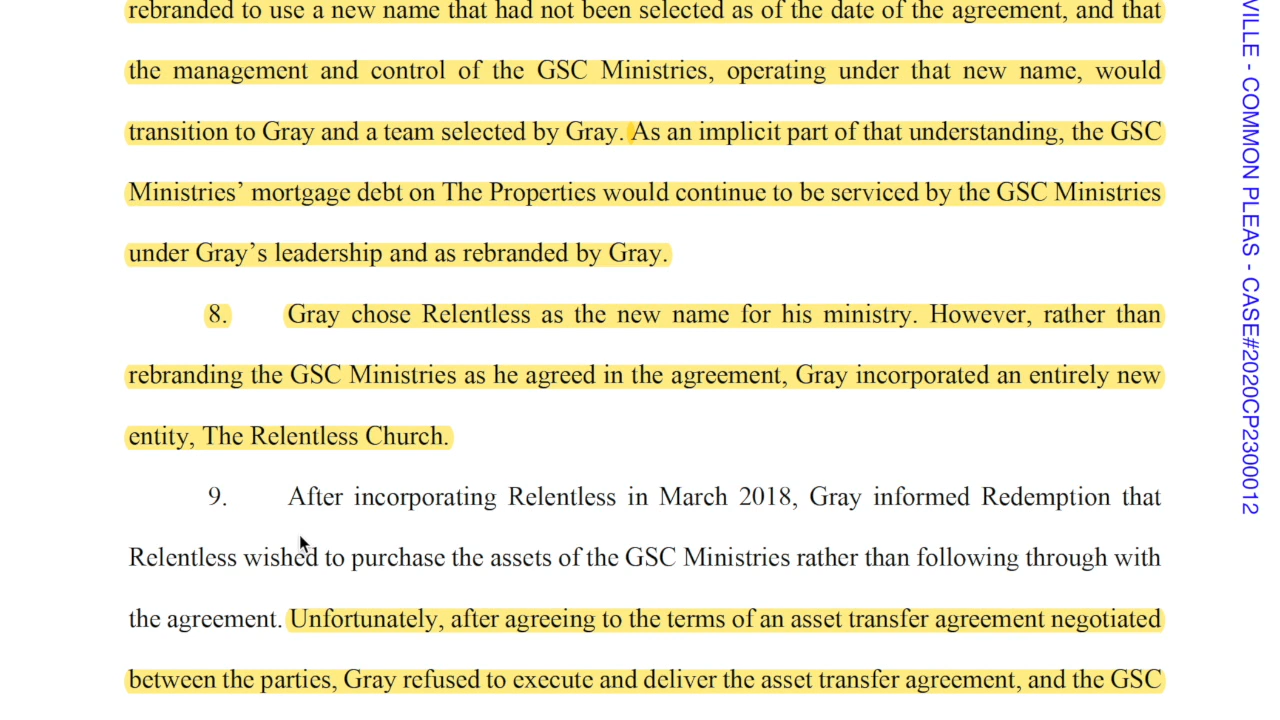 rebranded to use a new name that had not been selected as of the date of the agreement, and that
the management and control of the GSC Ministries, operating under that new name, would
transition to Gray and a team selected by Gray. As an implicit part of that understanding, the GSC
Ministries’ mortgage debt on The Properties would continue to be serviced by the GSC Ministries
under Gray’s leadership and as rebranded by Gray.
8. Gray chose Relentless as the new name for his ministry. However, rather than
rebranding the GSC Ministries as he agreed in the agreement, Gray incorporated an entirely new
entity, The Relentless Church.
9. After incorporating Relentless in March 2018, Gray informed Redemption that
Relentless wished to purchase the assets of the GSC Ministries rather than following through with
the agreement. Unfortunately, after agreeing to the terms of an asset transfer agreement negotiated
between the parties, Gray refused to execute and deliver the asset transfer agreement, and the GSC
VILLE - COMMON PLEAS - CASE#2020CP2300012